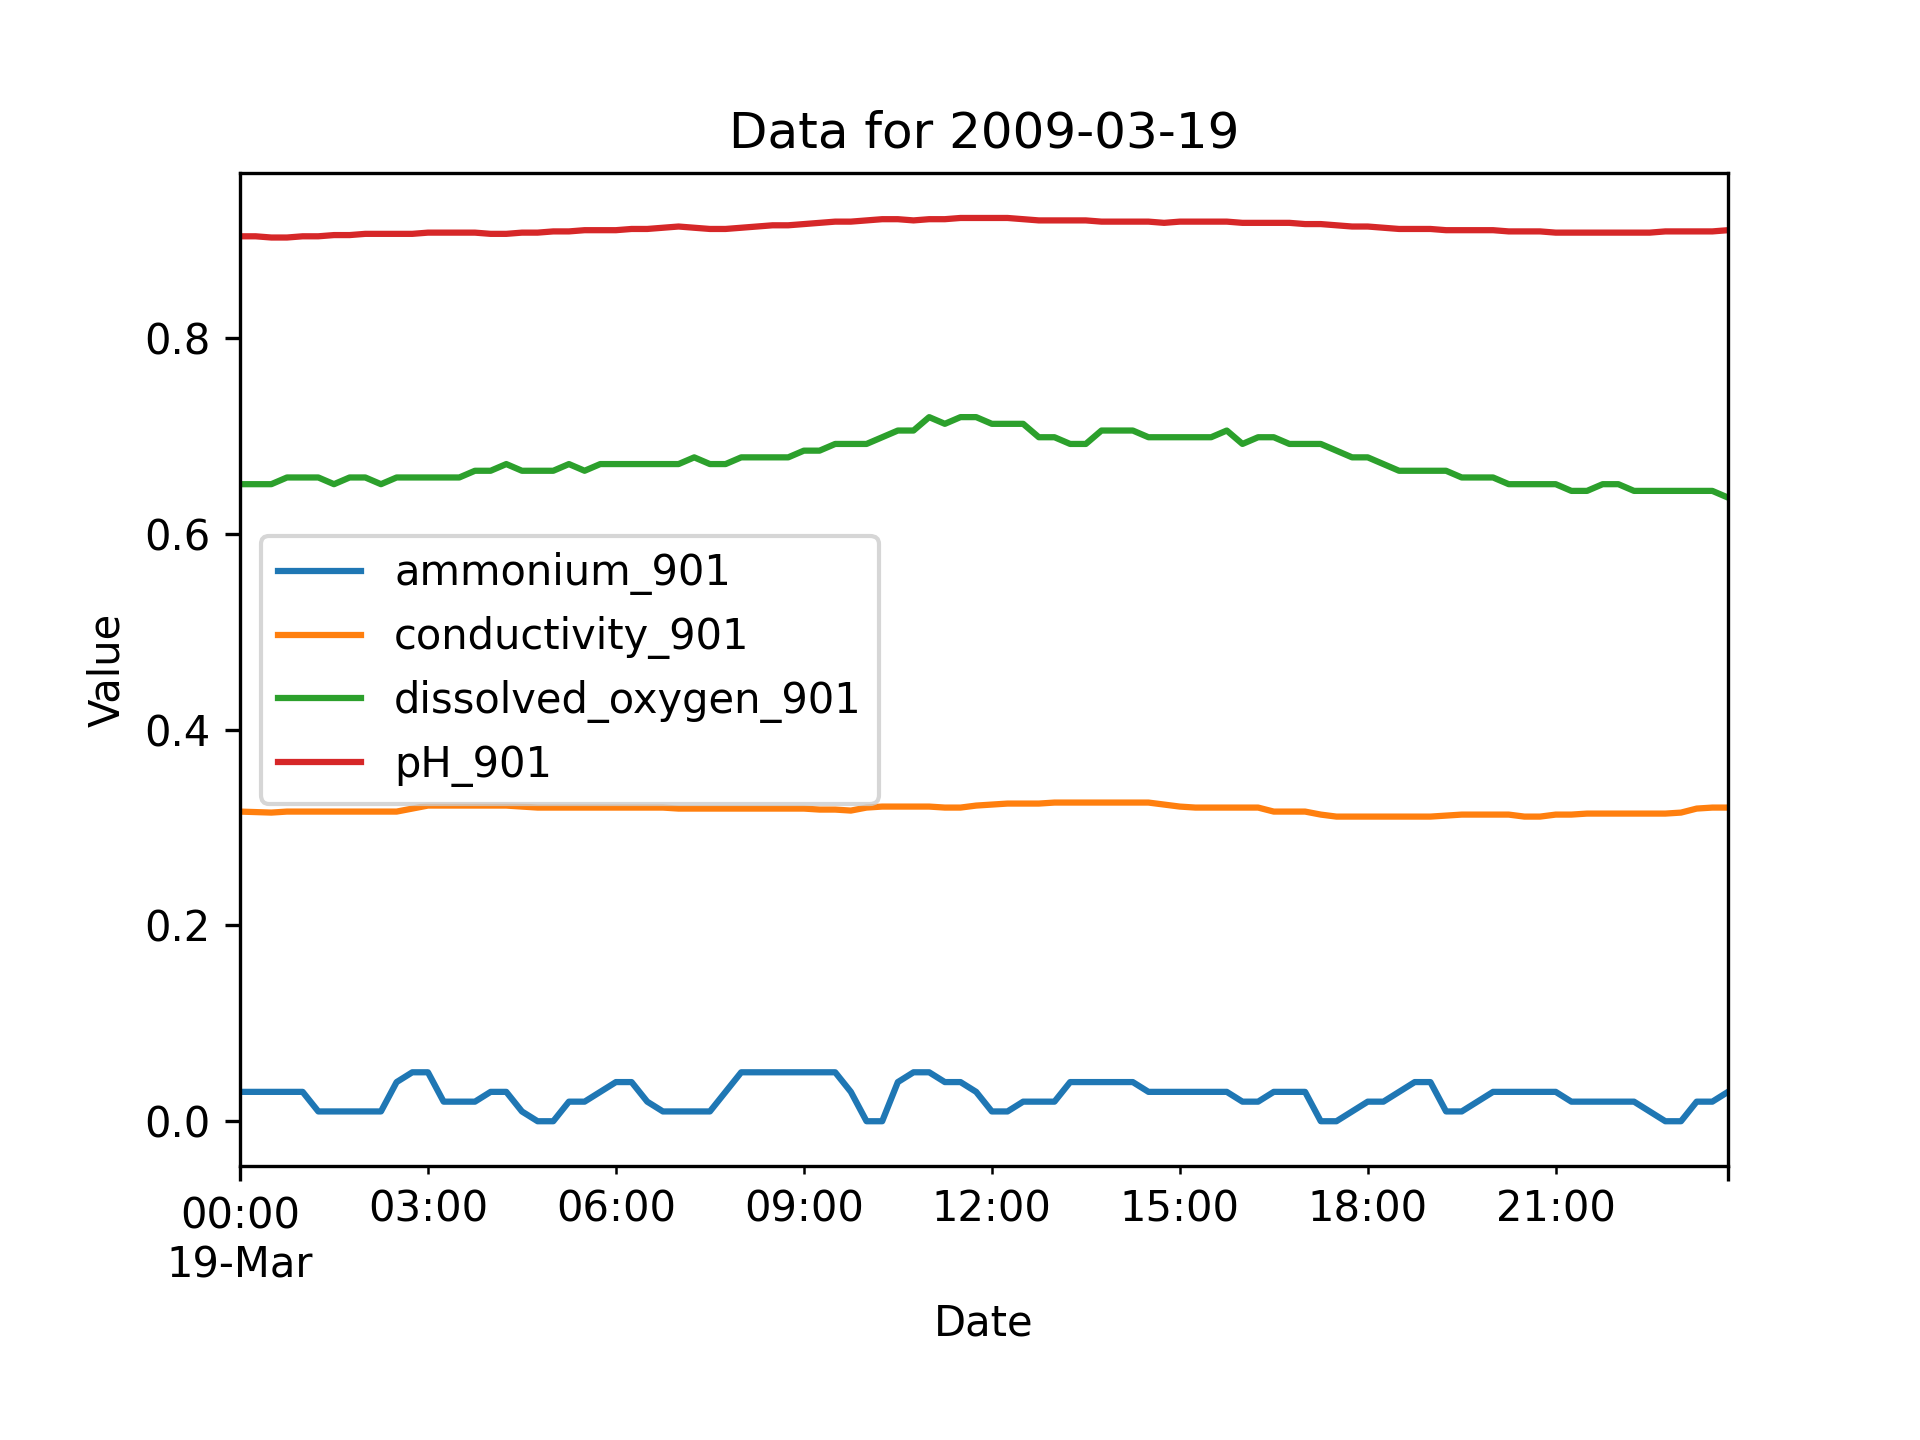 Data for 2009-03-19
0.8
0.6
0.4
0.2
0.0
Value
ammonium_901
conductivity_901
dissolved_oxygen_901
pH_901
00:00 03:00 06:00 09:00 12:00 15:00 18:00 21:00
19-Mar
Date